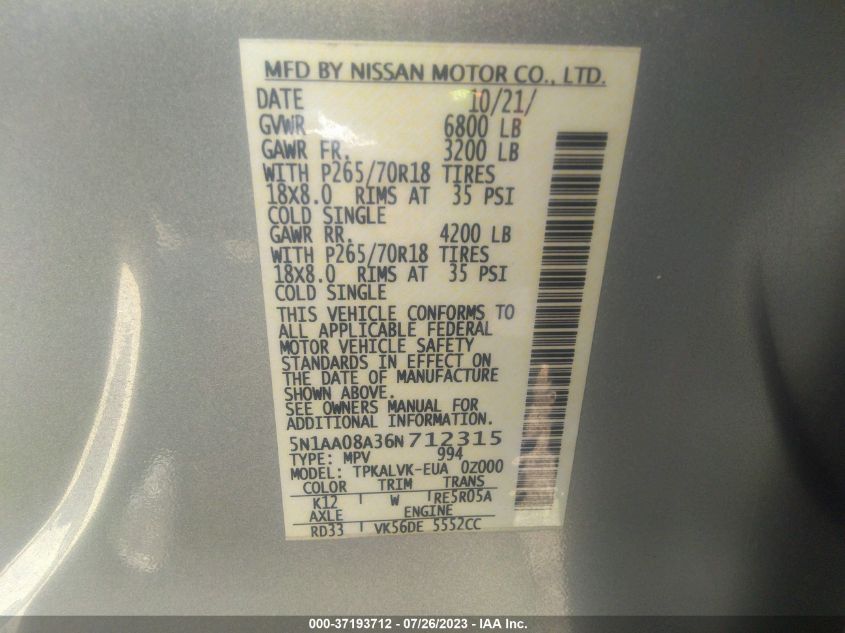 MFD BY NISSAN MOTOR CO., LTD.
DATE 10/21/
GVWR 6800 LB
GAWR FR. 3200 LB
WITH P265/70R18 TIRES
18X8.0 RIMS AT 35 PSI
COLD SINGLE
GAWR RR. 4200 LB
WITH P265/70R18 TIRES
18X8.0 RIMS AT 35 PSI
COLD SINGLE
THIS VEHICLE CONFORMS TO
ALL APPLICABLE FEDERAL
MOTOR VEHICLE SAFETY
STANDARDS IN EFFECT ON
THE DATE OF MANUFACTURE
SHOWN ABOVE.
SEE OWNERS MANUAL FOR
ADDITIONAL INFORMATION.
5N1AA08A36N712315
TYPE: MPV 994
MODEL: TPKALVK-EUA 0Z000
COLOR TRIM TRANS
K12 W RE5R05A
AXLE ENGINE
RD33 VK56DE 5552CC
000-37193712 - 07/26/2023 - IAA Inc.